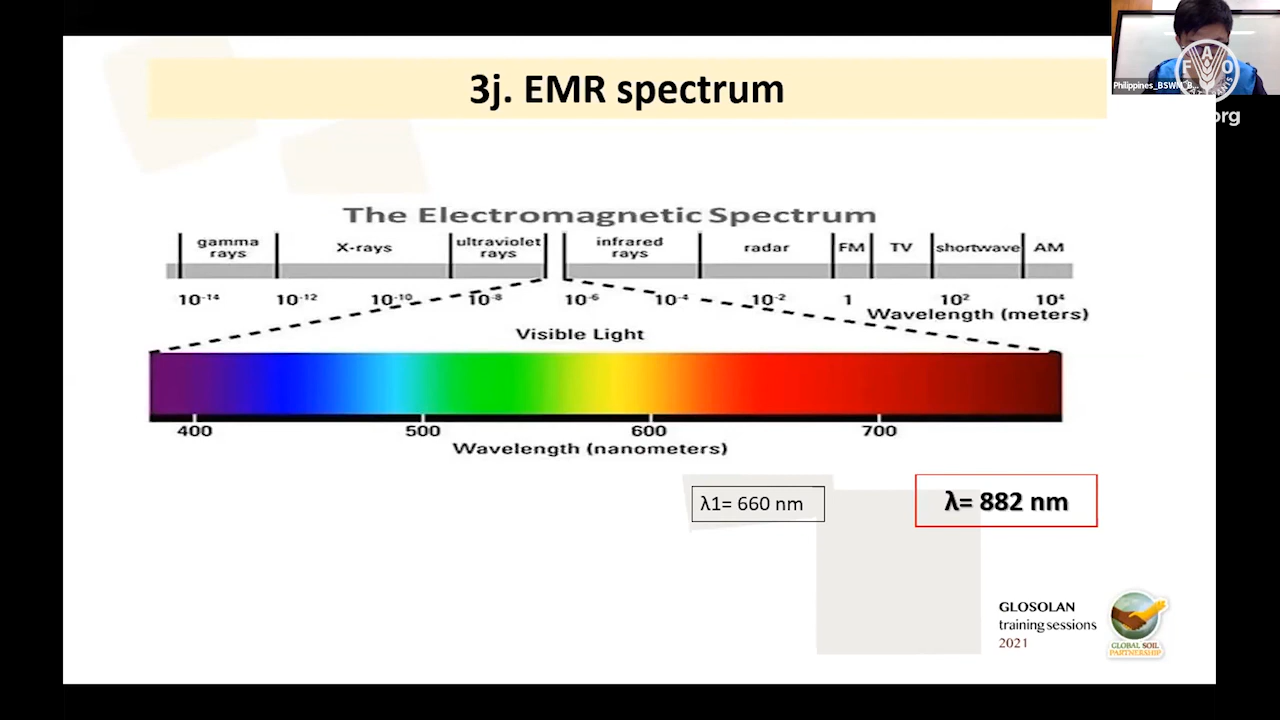 3j. EMR spectrum
Philippines_BSWM_B...
FAO
org
The Electromagnetic Spectrum
gamma rays
X-rays
ultraviolet rays
infrared rays
radar
FM
TV
shortwave
AM
10⁻¹⁴ 10⁻¹² 10⁻¹⁰ 10⁻⁸ 10⁻⁶ 10⁻⁴ 10⁻² 1 10² 10⁴
Wavelength (meters)
Visible Light
400 500 600 700
Wavelength (nanometers)
λ1= 660 nm
λ= 882 nm
GLOSOLAN
training sessions
2021
GLOBAL SOIL
PARTNERSHIP